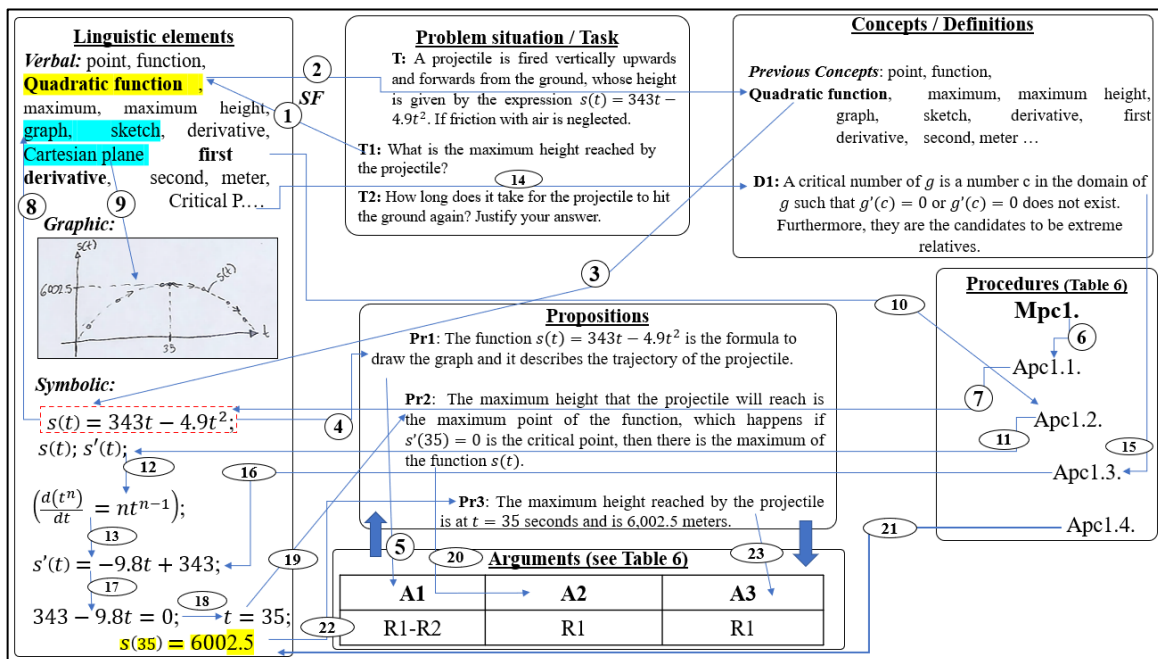 Linguistic elements
Verbal: point, function,
Quadratic function ,
maximum, maximum height,
graph, sketch, derivative,
Cartesian plane first
derivative, second, meter,
Critical P.…
Graphic:
s(t)
6002.5
s(t)
35
t
Symbolic:
s(t) = 343t − 4.9t²;
s(t); s′(t);
(d(tⁿ)/dt = ntⁿ⁻¹);
s′(t) = −9.8t + 343;
343 − 9.8t = 0; t = 35;
s(35) = 6002.5
1
2
SF
3
4
5
6
7
8
9
10
11
12
13
14
15
16
17
18
19
20
21
22
23
Problem situation / Task
T: A projectile is fired vertically upwards
and forwards from the ground, whose height
is given by the expression s(t) = 343t −
4.9t². If friction with air is neglected.
T1: What is the maximum height reached by
the projectile?
T2: How long does it take for the projectile to hit
the ground again? Justify your answer.
Concepts / Definitions
Previous Concepts: point, function,
Quadratic function, maximum, maximum height,
graph, sketch, derivative, first
derivative, second, meter …
D1: A critical number of g is a number c in the domain of
g such that g′(c) = 0 or g′(c) = 0 does not exist.
Furthermore, they are the candidates to be extreme
relatives.
Procedures (Table 6)
Mpc1.
Apc1.1.
Apc1.2.
Apc1.3.
Apc1.4.
Propositions
Pr1: The function s(t) = 343t − 4.9t² is the formula to
draw the graph and it describes the trajectory of the projectile.
Pr2: The maximum height that the projectile will reach is
the maximum point of the function, which happens if
s′(35) = 0 is the critical point, then there is the maximum of
the function s(t).
Pr3: The maximum height reached by the projectile
is at t = 35 seconds and is 6,002.5 meters.
Arguments (see Table 6)
A1 A2 A3
R1-R2 R1 R1